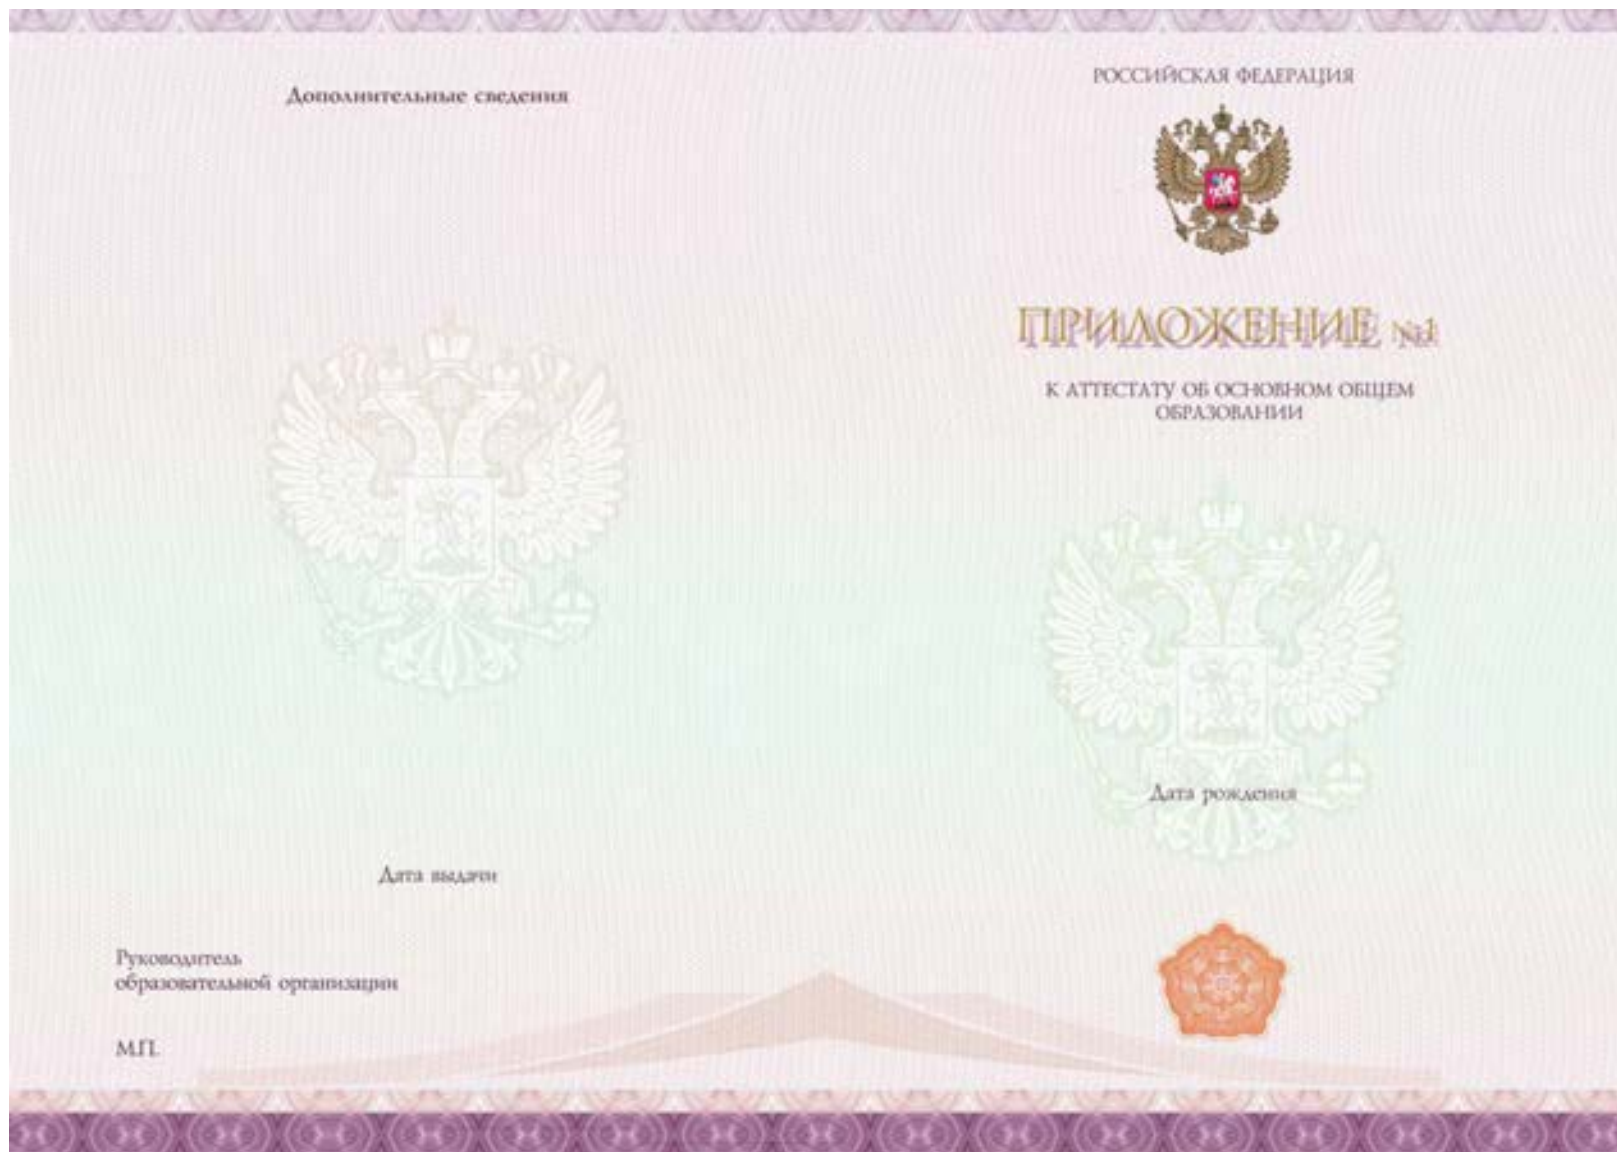 Дополнительные сведения
Дата выдачи
Руководитель
образовательной организации
М.П.
РОССИЙСКАЯ ФЕДЕРАЦИЯ
ПРИЛОЖЕНИЕ №1
К АТТЕСТАТУ ОБ ОСНОВНОМ ОБЩЕМ
ОБРАЗОВАНИИ
Дата рождения